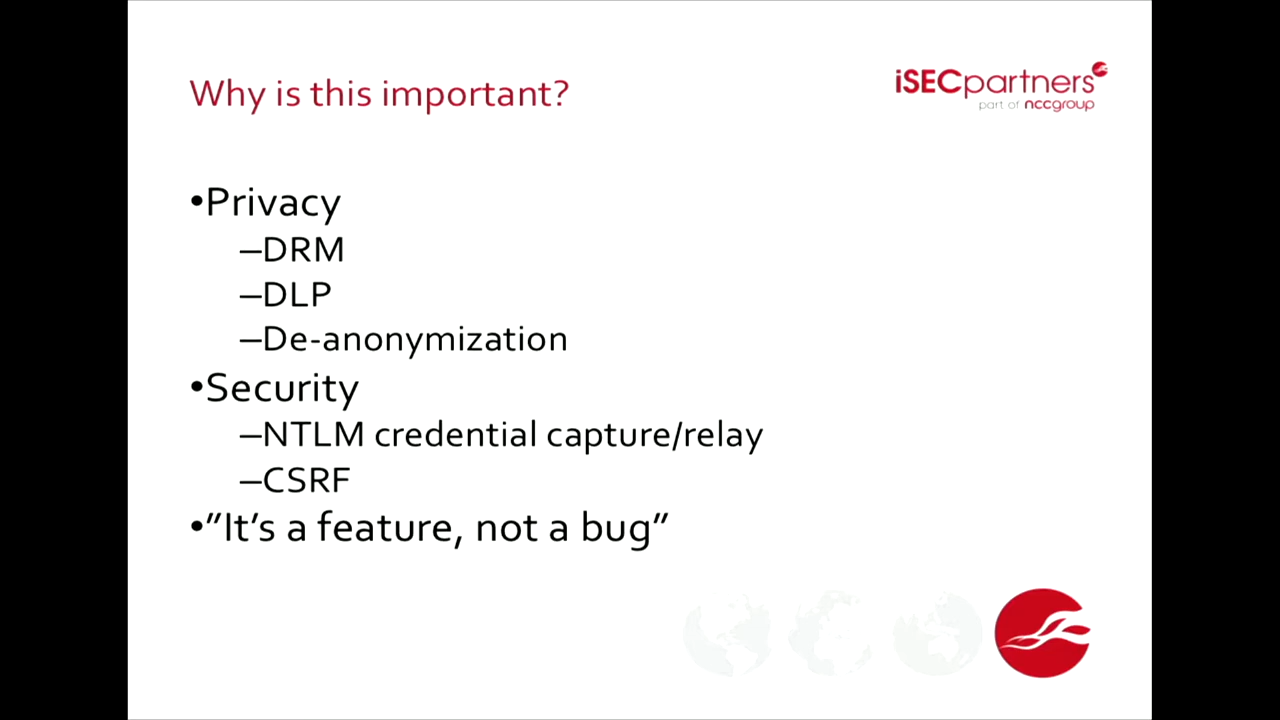 Why is this important?
iSECpartners
part of nccgroup
•Privacy
–DRM
–DLP
–De-anonymization
•Security
–NTLM credential capture/relay
–CSRF
•”It’s a feature, not a bug”